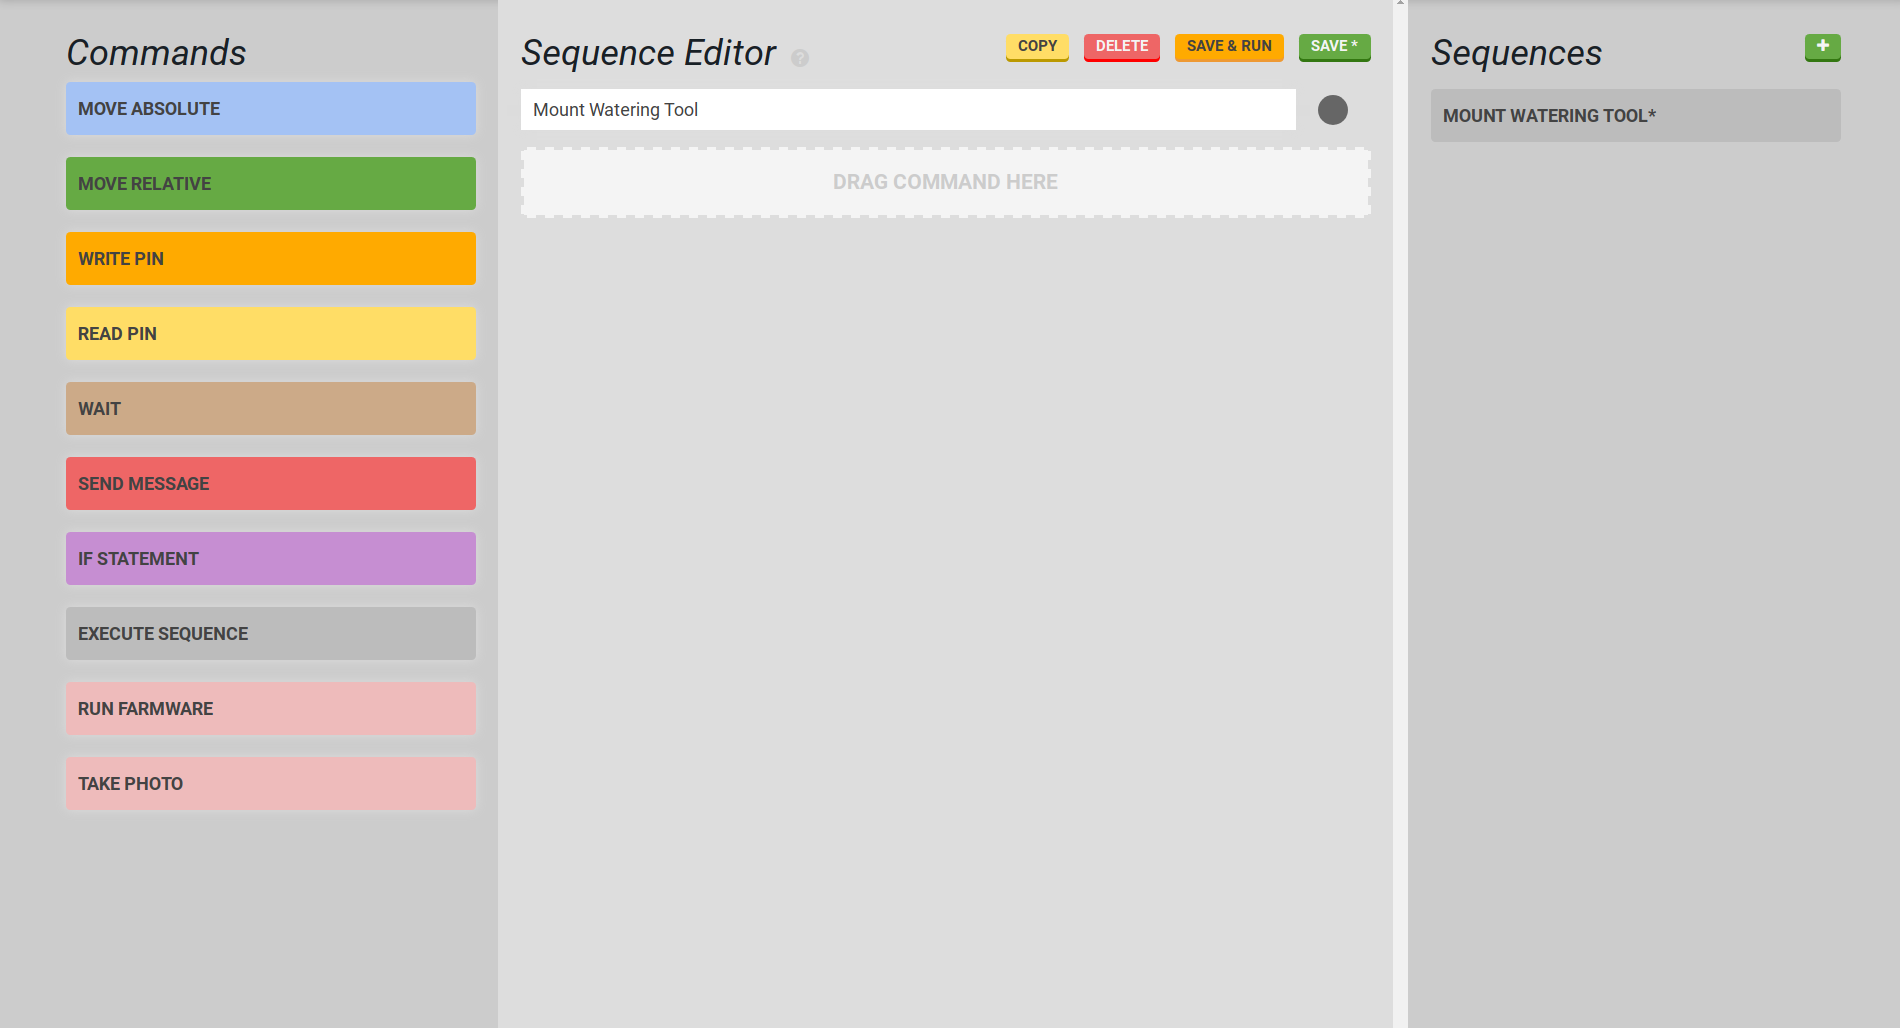 Commands
MOVE ABSOLUTE
MOVE RELATIVE
WRITE PIN
READ PIN
WAIT
SEND MESSAGE
IF STATEMENT
EXECUTE SEQUENCE
RUN FARMWARE
TAKE PHOTO
Sequence Editor ?
COPY DELETE SAVE & RUN SAVE *
Mount Watering Tool
DRAG COMMAND HERE
Sequences +
MOUNT WATERING TOOL*